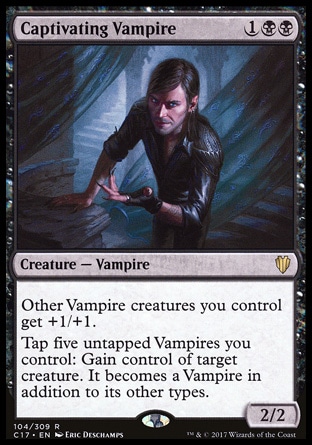 Captivating Vampire 1
Creature — Vampire
Other Vampire creatures you control
get +1/+1.
Tap five untapped Vampires you
control: Gain control of target
creature. It becomes a Vampire in
addition to its other types.
2/2
104/309 R
C17 • EN Eric Deschamps
™ & © 2017 Wizards of the Coast